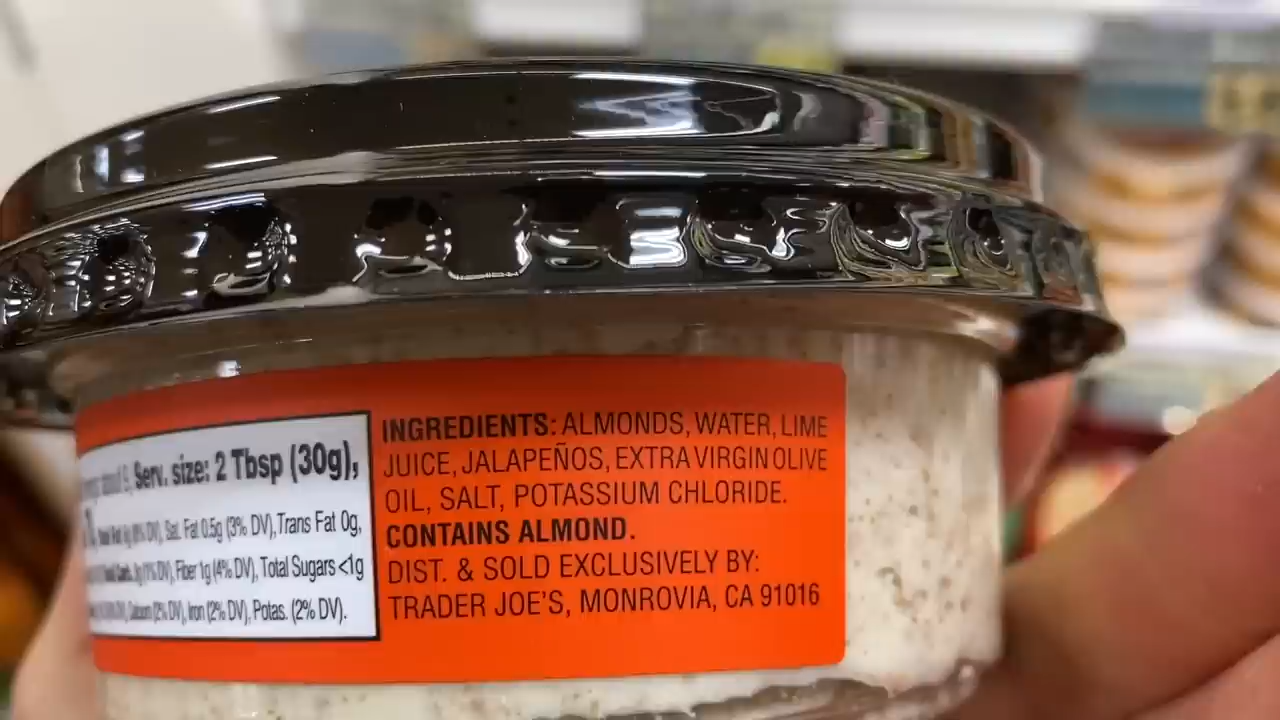 Serv. size: 2 Tbsp (30g),
Sat. Fat 0.5g (3% DV), Trans Fat 0g,
Fiber 1g (4% DV), Total Sugars <1g
Iron (2% DV), Potas. (2% DV).
INGREDIENTS: ALMONDS, WATER, LIME
JUICE, JALAPEÑOS, EXTRA VIRGIN OLIVE
OIL, SALT, POTASSIUM CHLORIDE.
CONTAINS ALMOND.
DIST. & SOLD EXCLUSIVELY BY:
TRADER JOE'S, MONROVIA, CA 91016